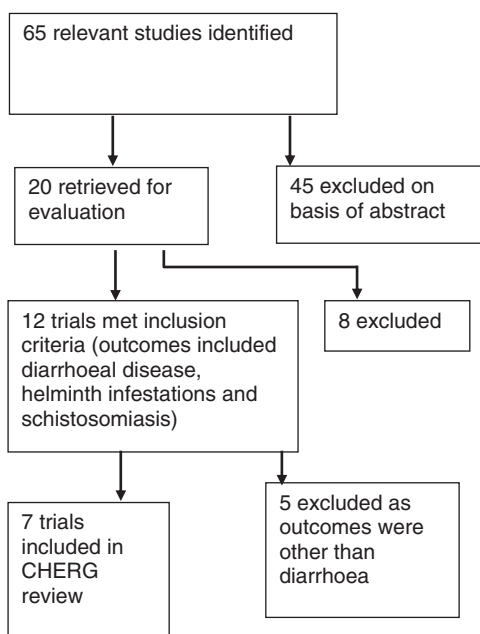 65 relevant studies identified
20 retrieved for
evaluation
45 excluded on
basis of abstract
12 trials met inclusion
criteria (outcomes included
diarrhoeal disease,
helminth infestations and
schistosomiasis)
8 excluded
7 trials
included in
CHERG
review
5 excluded as
outcomes were
other than
diarrhoea